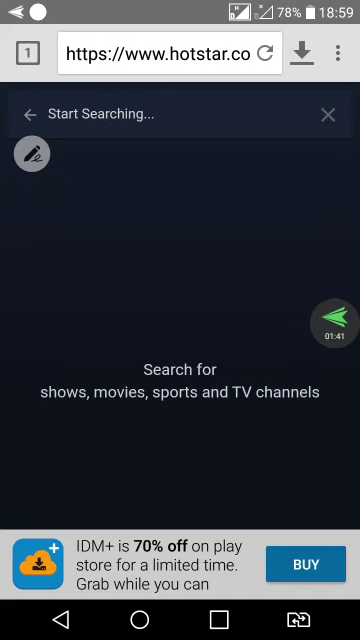 78% 18:59
1 https://www.hotstar.co
Start Searching...
01:41
Search for
shows, movies, sports and TV channels
IDM+ is 70% off on play
store for a limited time.
Grab while you can
BUY